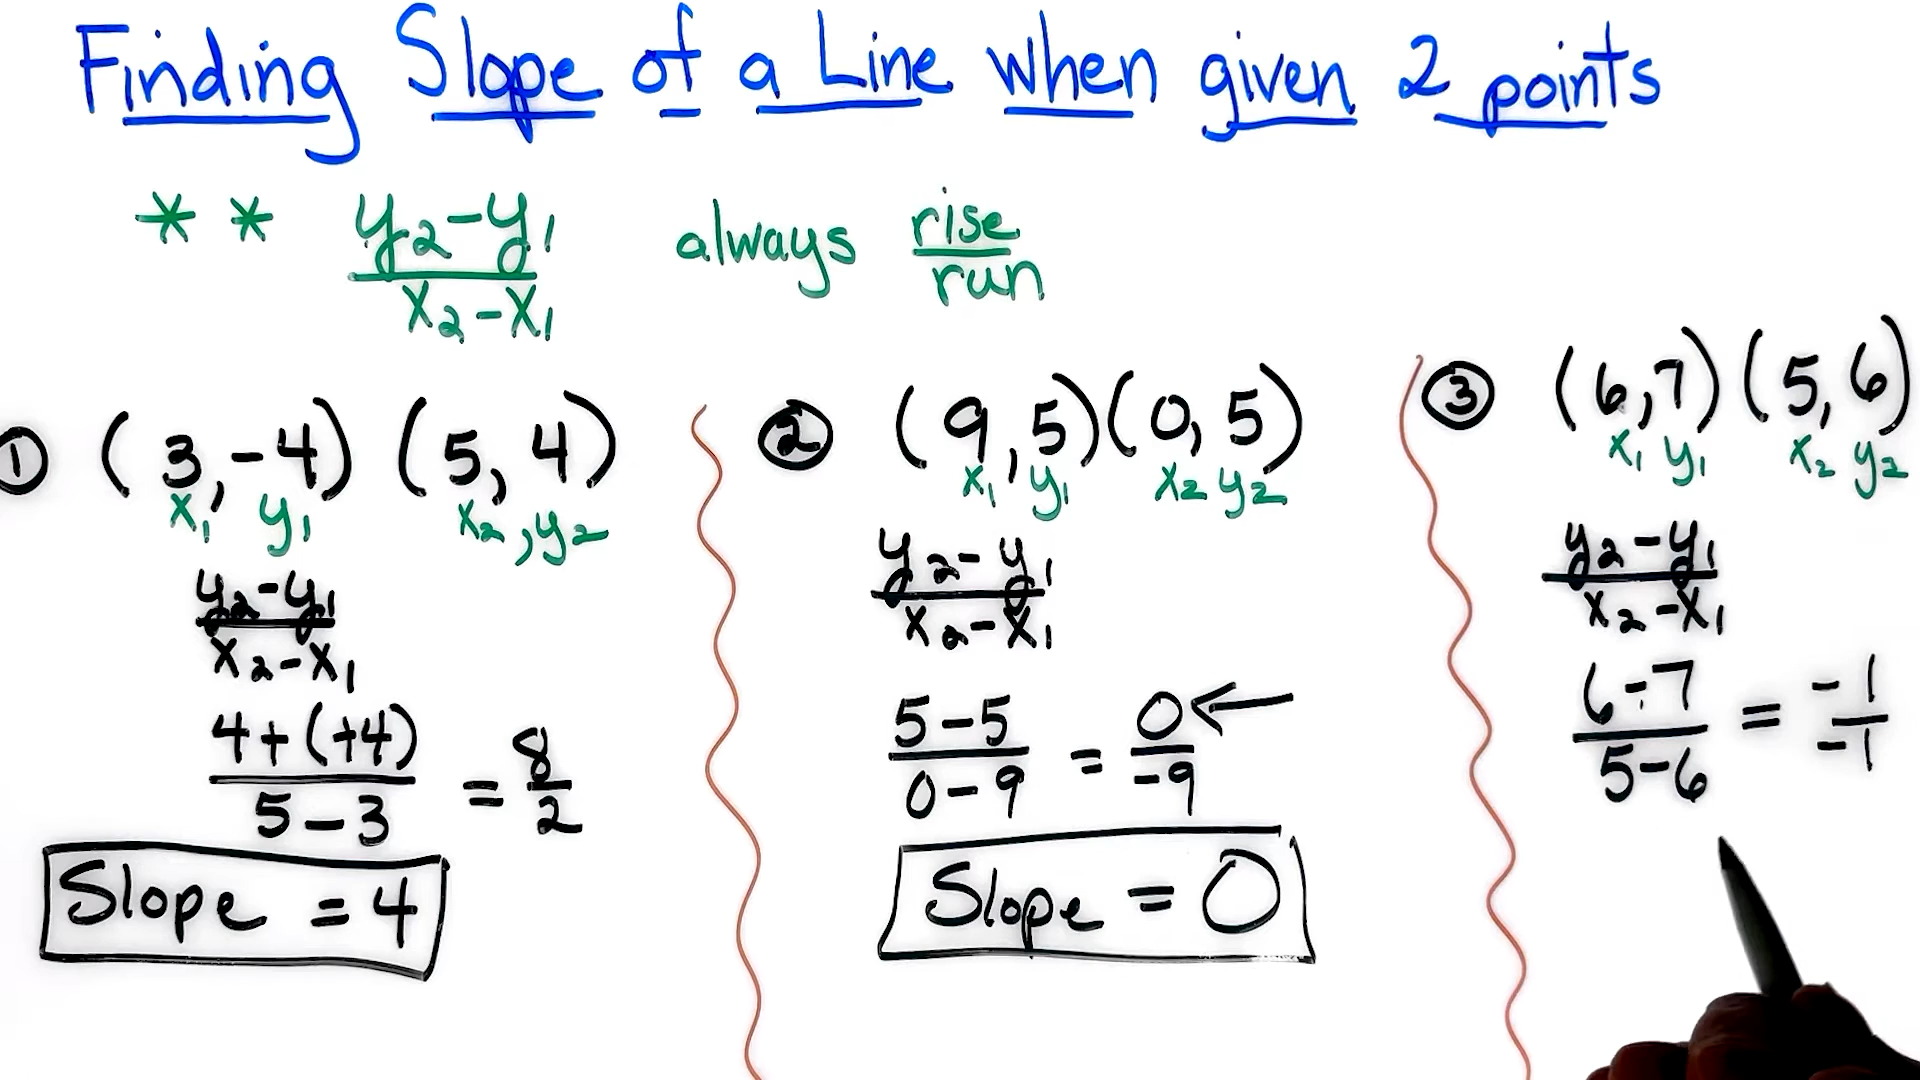 Finding Slope of a Line when given 2 points
* * y₂-y₁ / x₂-x₁ always rise / run
① (3,-4) (5,4)
x₁ y₁ x₂,y₂
y₂-y₁ / x₂-x₁
4+(+4) / 5-3 = 8/2
Slope = 4
② (9,5)(0,5)
x₁ y₁ x₂ y₂
y₂-y₁ / x₂-x₁
5-5 / 0-9 = 0/-9 ←
Slope = 0
③ (6,7)(5,6)
x₁ y₁ x₂ y₂
y₂-y₁ / x₂-x₁
6-7 / 5-6 = -1/-1